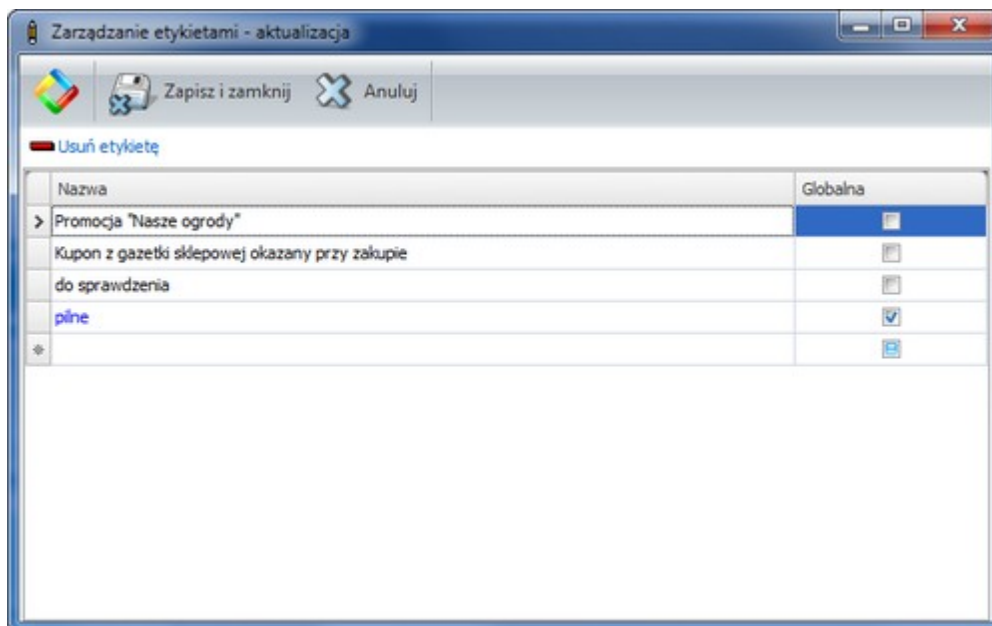 Zarządzanie etykietami - aktualizacja
Zapisz i zamknij Anuluj
Usuń etykietę
Nazwa Globalna
Promocja "Nasze ogrody"
Kupon z gazetki sklepowej okazany przy zakupie
do sprawdzenia
pilne